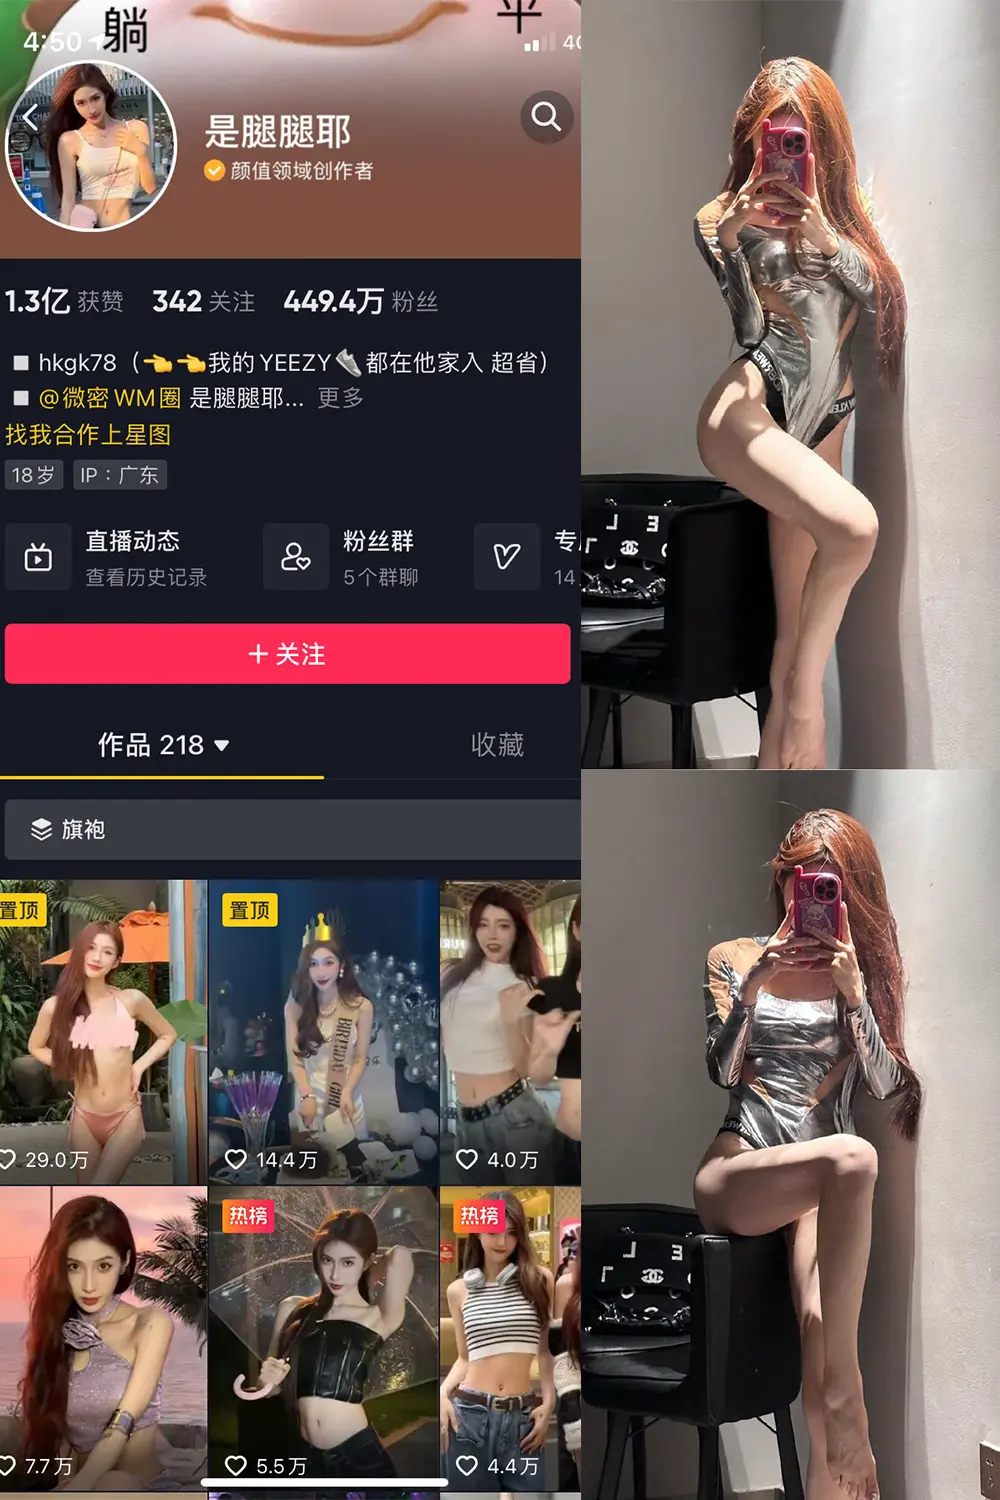 躺
平
4:50
是腿腿耶
颜值领域创作者
1.3亿 获赞 342 关注 449.4万 粉丝
hkgk78（👈👈我的YEEZY👟都在他家入 超省）
@微密WM圈 是腿腿耶... 更多
找我合作上星图
18岁 IP：广东
直播动态
查看历史记录
粉丝群
5个群聊
14
+ 关注
作品 218 ▼ 收藏
旗袍
置顶
置顶
BIRTHDAY GIRL
29.0万
14.4万
4.0万
热榜
热榜
7.7万
5.5万
4.4万